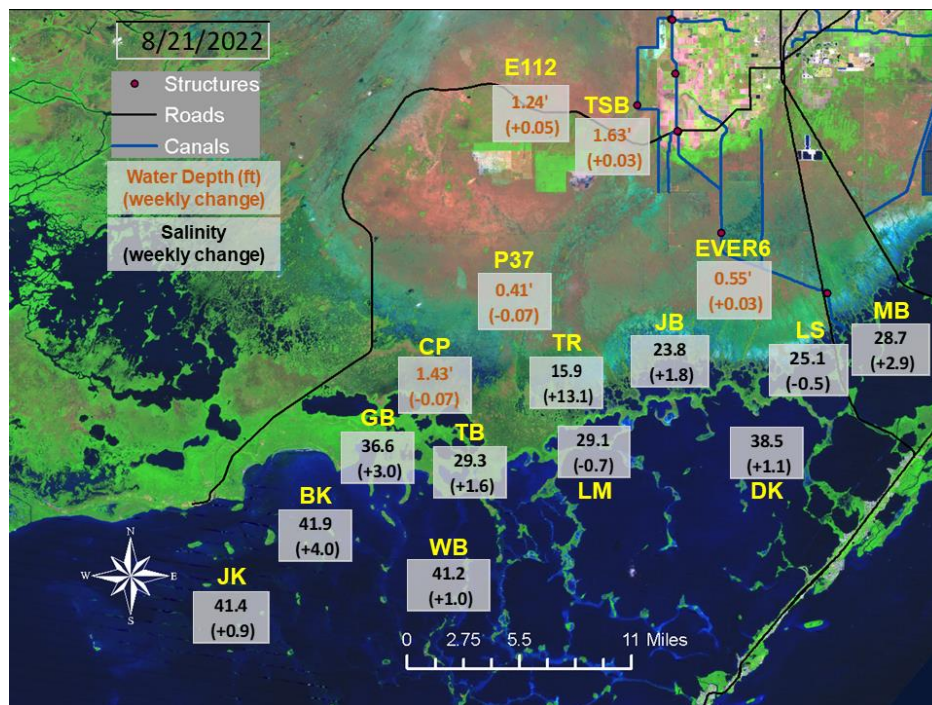 8/21/2022
Structures
Roads
Canals
Water Depth (ft)
(weekly change)
Salinity
(weekly change)
E112
1.24'
(+0.05)
TSB
1.63'
(+0.03)
P37
0.41'
(-0.07)
EVER6
0.55'
(+0.03)
CP
1.43'
(-0.07)
TR
15.9
(+13.1)
JB
23.8
(+1.8)
LS
25.1
(-0.5)
MB
28.7
(+2.9)
GB
36.6
(+3.0)
TB
29.3
(+1.6)
29.1
(-0.7)
LM
38.5
(+1.1)
DK
BK
41.9
(+4.0)
WB
41.2
(+1.0)
JK
41.4
(+0.9)
N
W
E
S
0 2.75 5.5 11 Miles